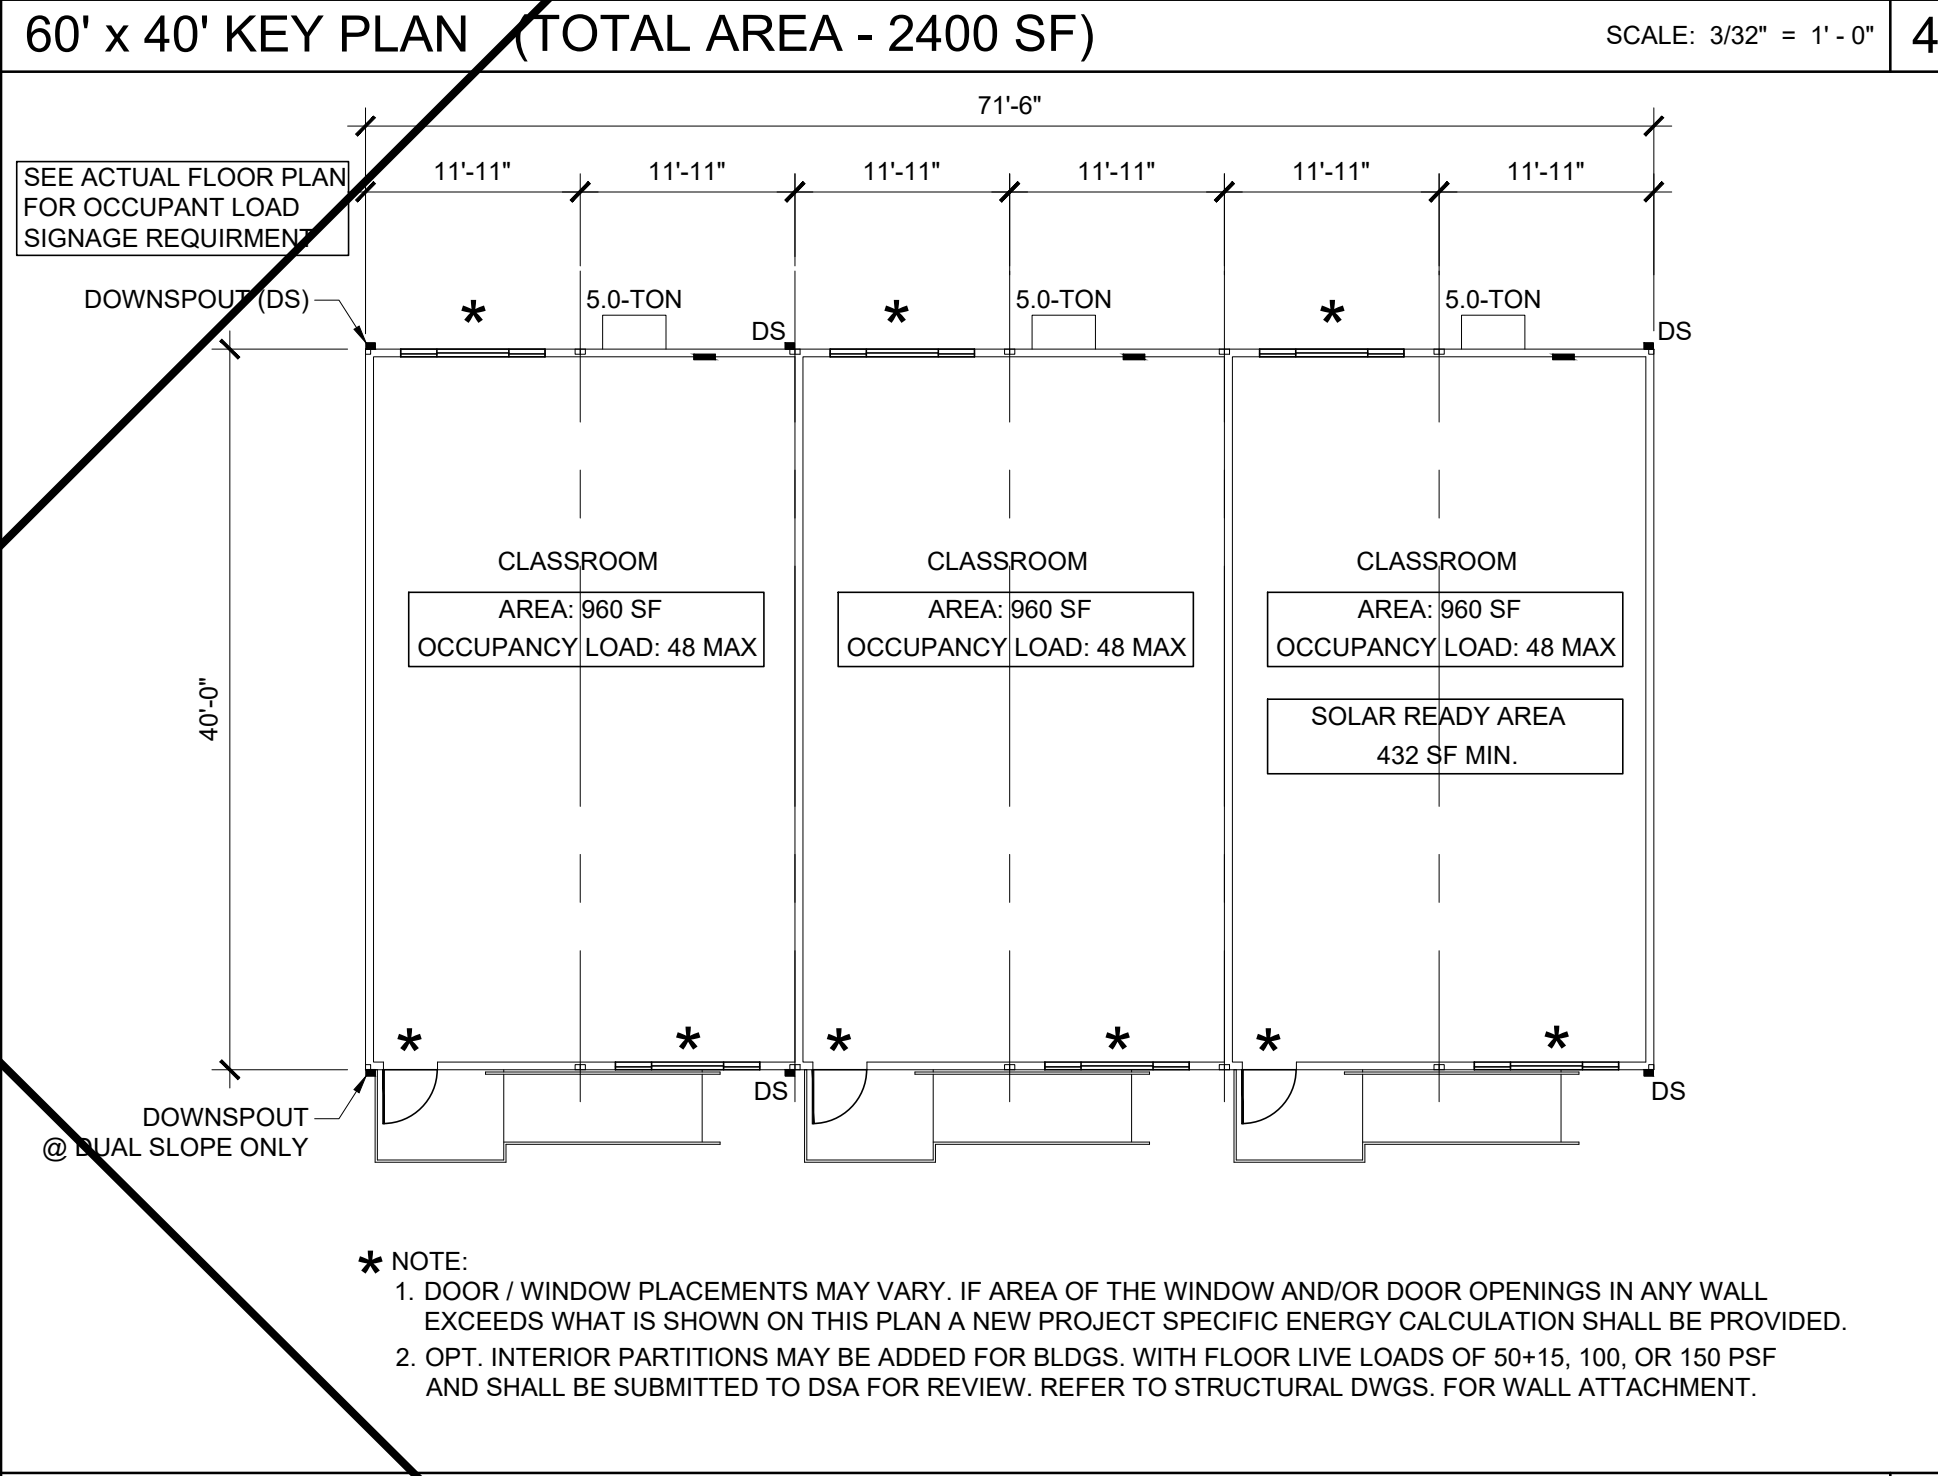 60' x 40' KEY PLAN (TOTAL AREA - 2400 SF)
SCALE: 3/32" = 1' - 0"
4
71'-6"
11'-11"
11'-11"
11'-11"
11'-11"
11'-11"
11'-11"
SEE ACTUAL FLOOR PLAN
FOR OCCUPANT LOAD
SIGNAGE REQUIRMENT
DOWNSPOUT (DS)
*
5.0-TON
DS
*
5.0-TON
*
5.0-TON
DS
CLASSROOM
AREA: 960 SF
OCCUPANCY LOAD: 48 MAX
CLASSROOM
AREA: 960 SF
OCCUPANCY LOAD: 48 MAX
CLASSROOM
AREA: 960 SF
OCCUPANCY LOAD: 48 MAX
SOLAR READY AREA
432 SF MIN.
40'-0"
*
*
*
*
*
*
DS
DS
DOWNSPOUT
@ DUAL SLOPE ONLY
* NOTE:
1. DOOR / WINDOW PLACEMENTS MAY VARY. IF AREA OF THE WINDOW AND/OR DOOR OPENINGS IN ANY WALL
EXCEEDS WHAT IS SHOWN ON THIS PLAN A NEW PROJECT SPECIFIC ENERGY CALCULATION SHALL BE PROVIDED.
2. OPT. INTERIOR PARTITIONS MAY BE ADDED FOR BLDGS. WITH FLOOR LIVE LOADS OF 50+15, 100, OR 150 PSF
AND SHALL BE SUBMITTED TO DSA FOR REVIEW. REFER TO STRUCTURAL DWGS. FOR WALL ATTACHMENT.